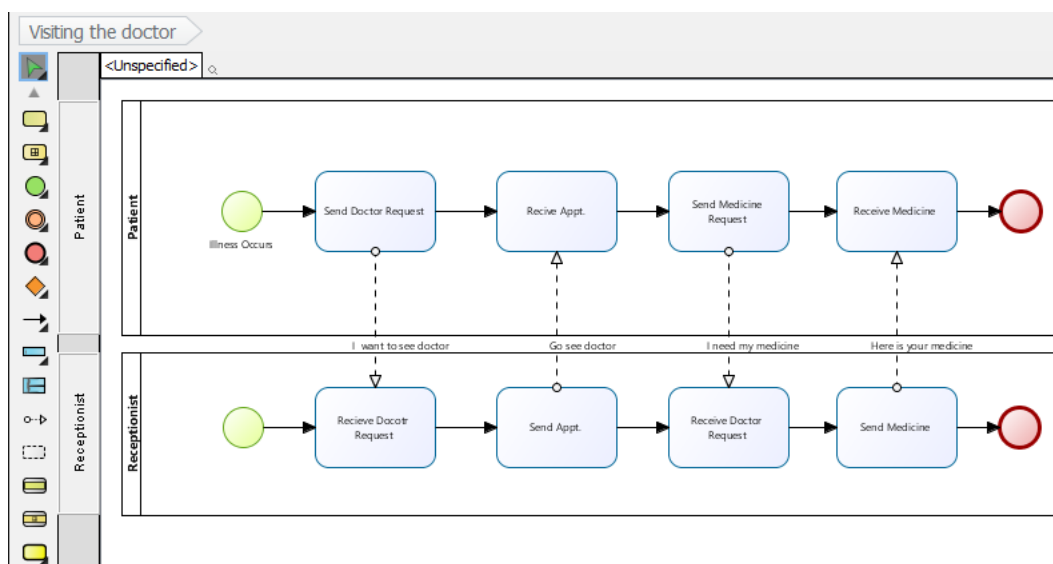 Visiting the doctor
<Unspecified>
Patient
Patient
Send Doctor Request
Recive Appt.
Send Medicine
Request
Receive Medicine
Illness Occurs
I want to see doctor
Go see doctor
I need my medicine
Here is your medicine
Receptionist
Receptionist
Recieve Docotr
Request
Send Appt.
Receive Doctor
Request
Send Medicine